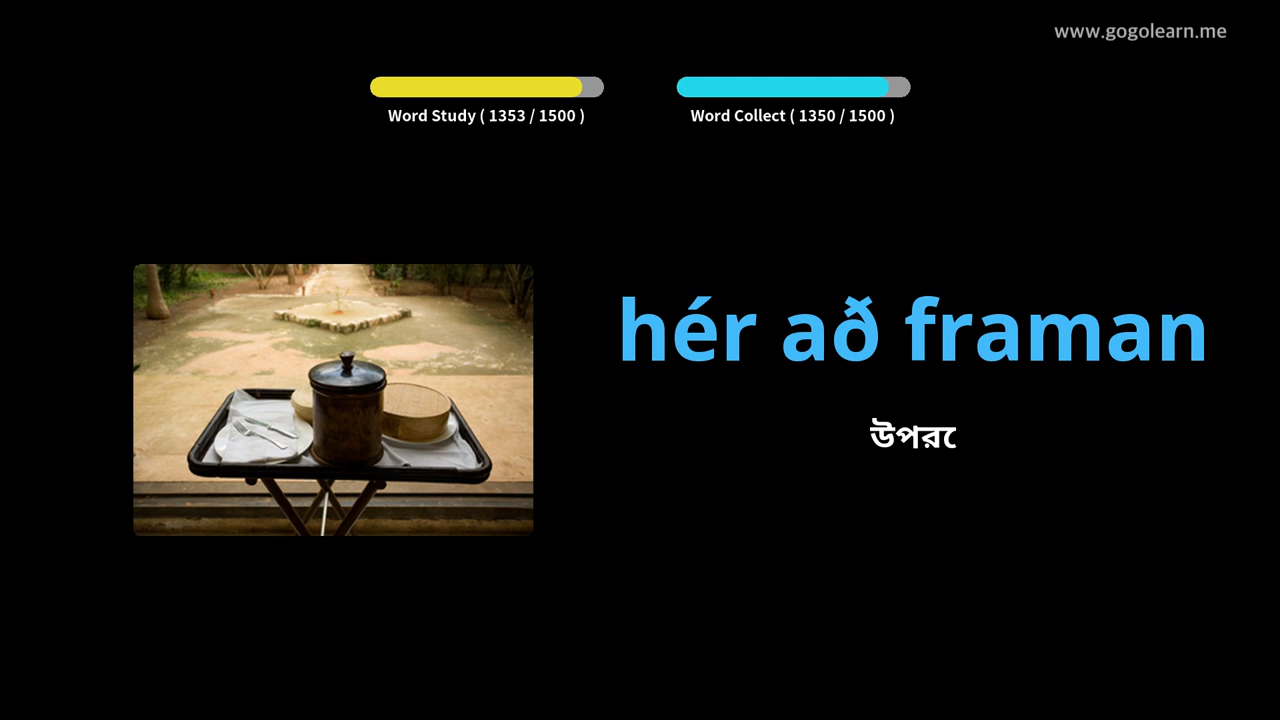 www.gogolearn.me
Word Study ( 1353 / 1500 )
Word Collect ( 1350 / 1500 )
hér að framan
উপরে